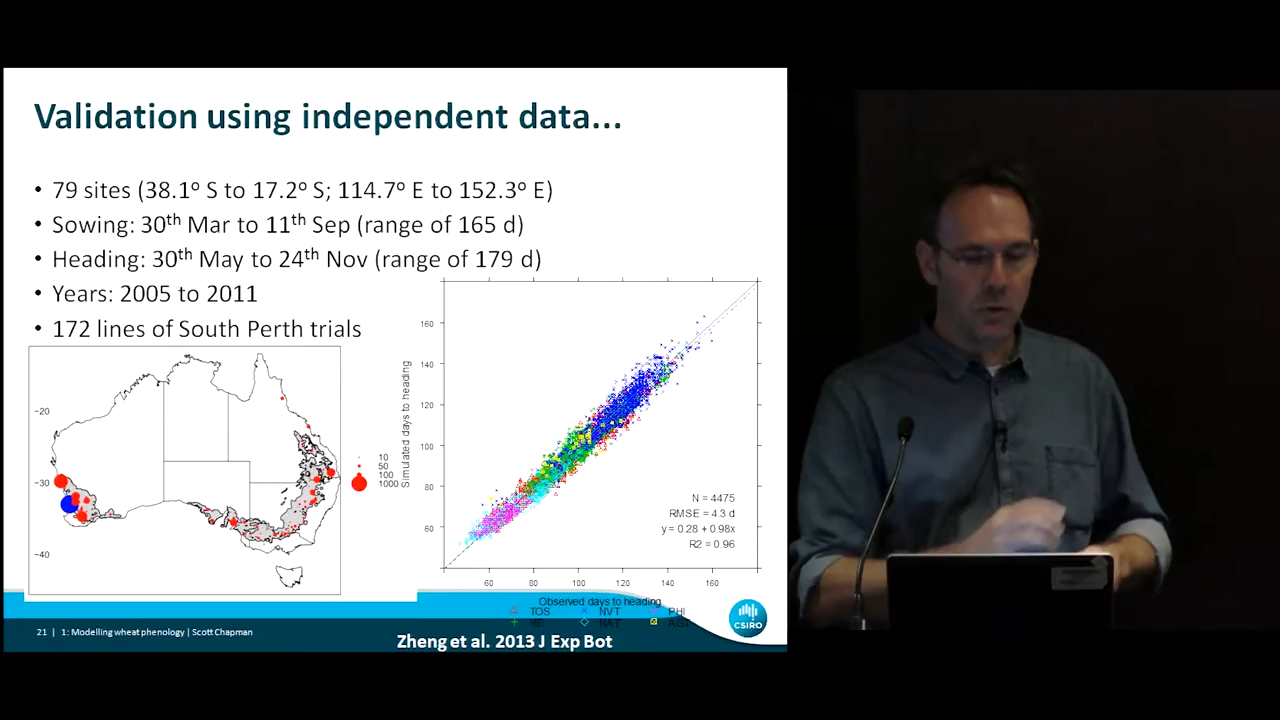 Validation using independent data...
• 79 sites (38.1º S to 17.2º S; 114.7º E to 152.3º E)
• Sowing: 30th Mar to 11th Sep (range of 165 d)
• Heading: 30th May to 24th Nov (range of 179 d)
• Years: 2005 to 2011
• 172 lines of South Perth trials
−20
−30
−40
10
50
100
1000
Simulated days to heading
160
140
120
100
80
60
N = 4475
RMSE = 4.3 d
y = 0.28 + 0.98x
R2 = 0.96
60 80 100 120 140 160
Observed days to heading
TOS NVT PHI
NAT
21 | 1: Modelling wheat phenology | Scott Chapman
Zheng et al. 2013 J Exp Bot
CSIRO